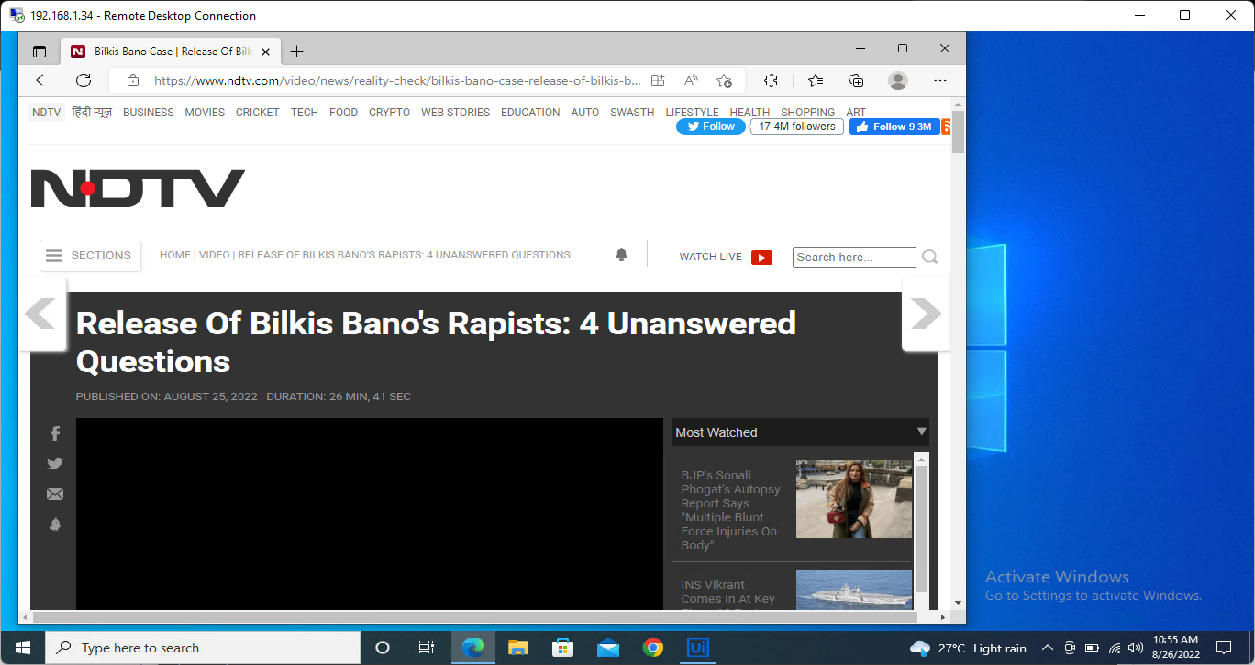 192.168.1.34 - Remote Desktop Connection
Bilkis Bano Case | Release Of Bilk
https://www.ndtv.com/video/news/reality-check/bilkis-bano-case-release-of-bilkis-b...
NDTV हिंदी न्यूज़ BUSINESS MOVIES CRICKET TECH FOOD CRYPTO WEB STORIES EDUCATION AUTO SWASTH LIFESTYLE HEALTH SHOPPING ART
Follow 17.4M followers Follow 9.3M
NDTV
SECTIONS HOME | VIDEO | RELEASE OF BILKIS BANO'S RAPISTS: 4 UNANSWERED QUESTIONS WATCH LIVE Search here...
Release Of Bilkis Bano's Rapists: 4 Unanswered
Questions
PUBLISHED ON: AUGUST 25, 2022 | DURATION: 26 MIN, 41 SEC
Most Watched
BJP's Sonali
Phogat's Autopsy
Report Says
"Multiple Blunt
Force Injuries On
Body"
INS Vikrant
Comes In At Key
Activate Windows
Go to Settings to activate Windows.
Type here to search
Ui
27°C Light rain
10:55 AM
8/26/2022